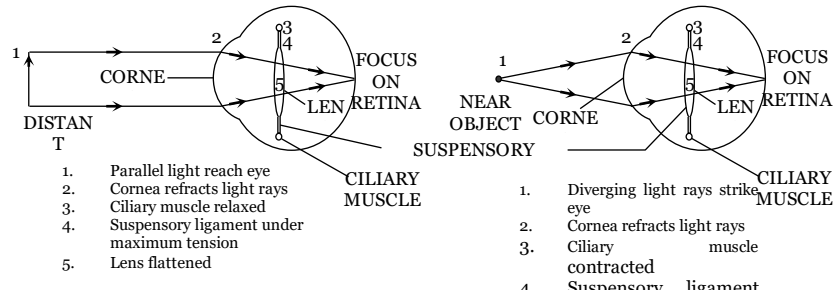 1
2
3
4
5
CORNE
LEN
FOCUS
ON
RETINA
DISTAN
T
CILIARY
MUSCLE
1. Parallel light reach eye
2. Cornea refracts light rays
3. Ciliary muscle relaxed
4. Suspensory ligament under
maximum tension
5. Lens flattened
SUSPENSORY
1
2
3
4
5
NEAR
OBJECT
CORNE
LEN
FOCUS
ON
RETINA
CILIARY
MUSCLE
1. Diverging light rays strike
eye
2. Cornea refracts light rays
3. Ciliary muscle
contracted
4. Suspensory ligament